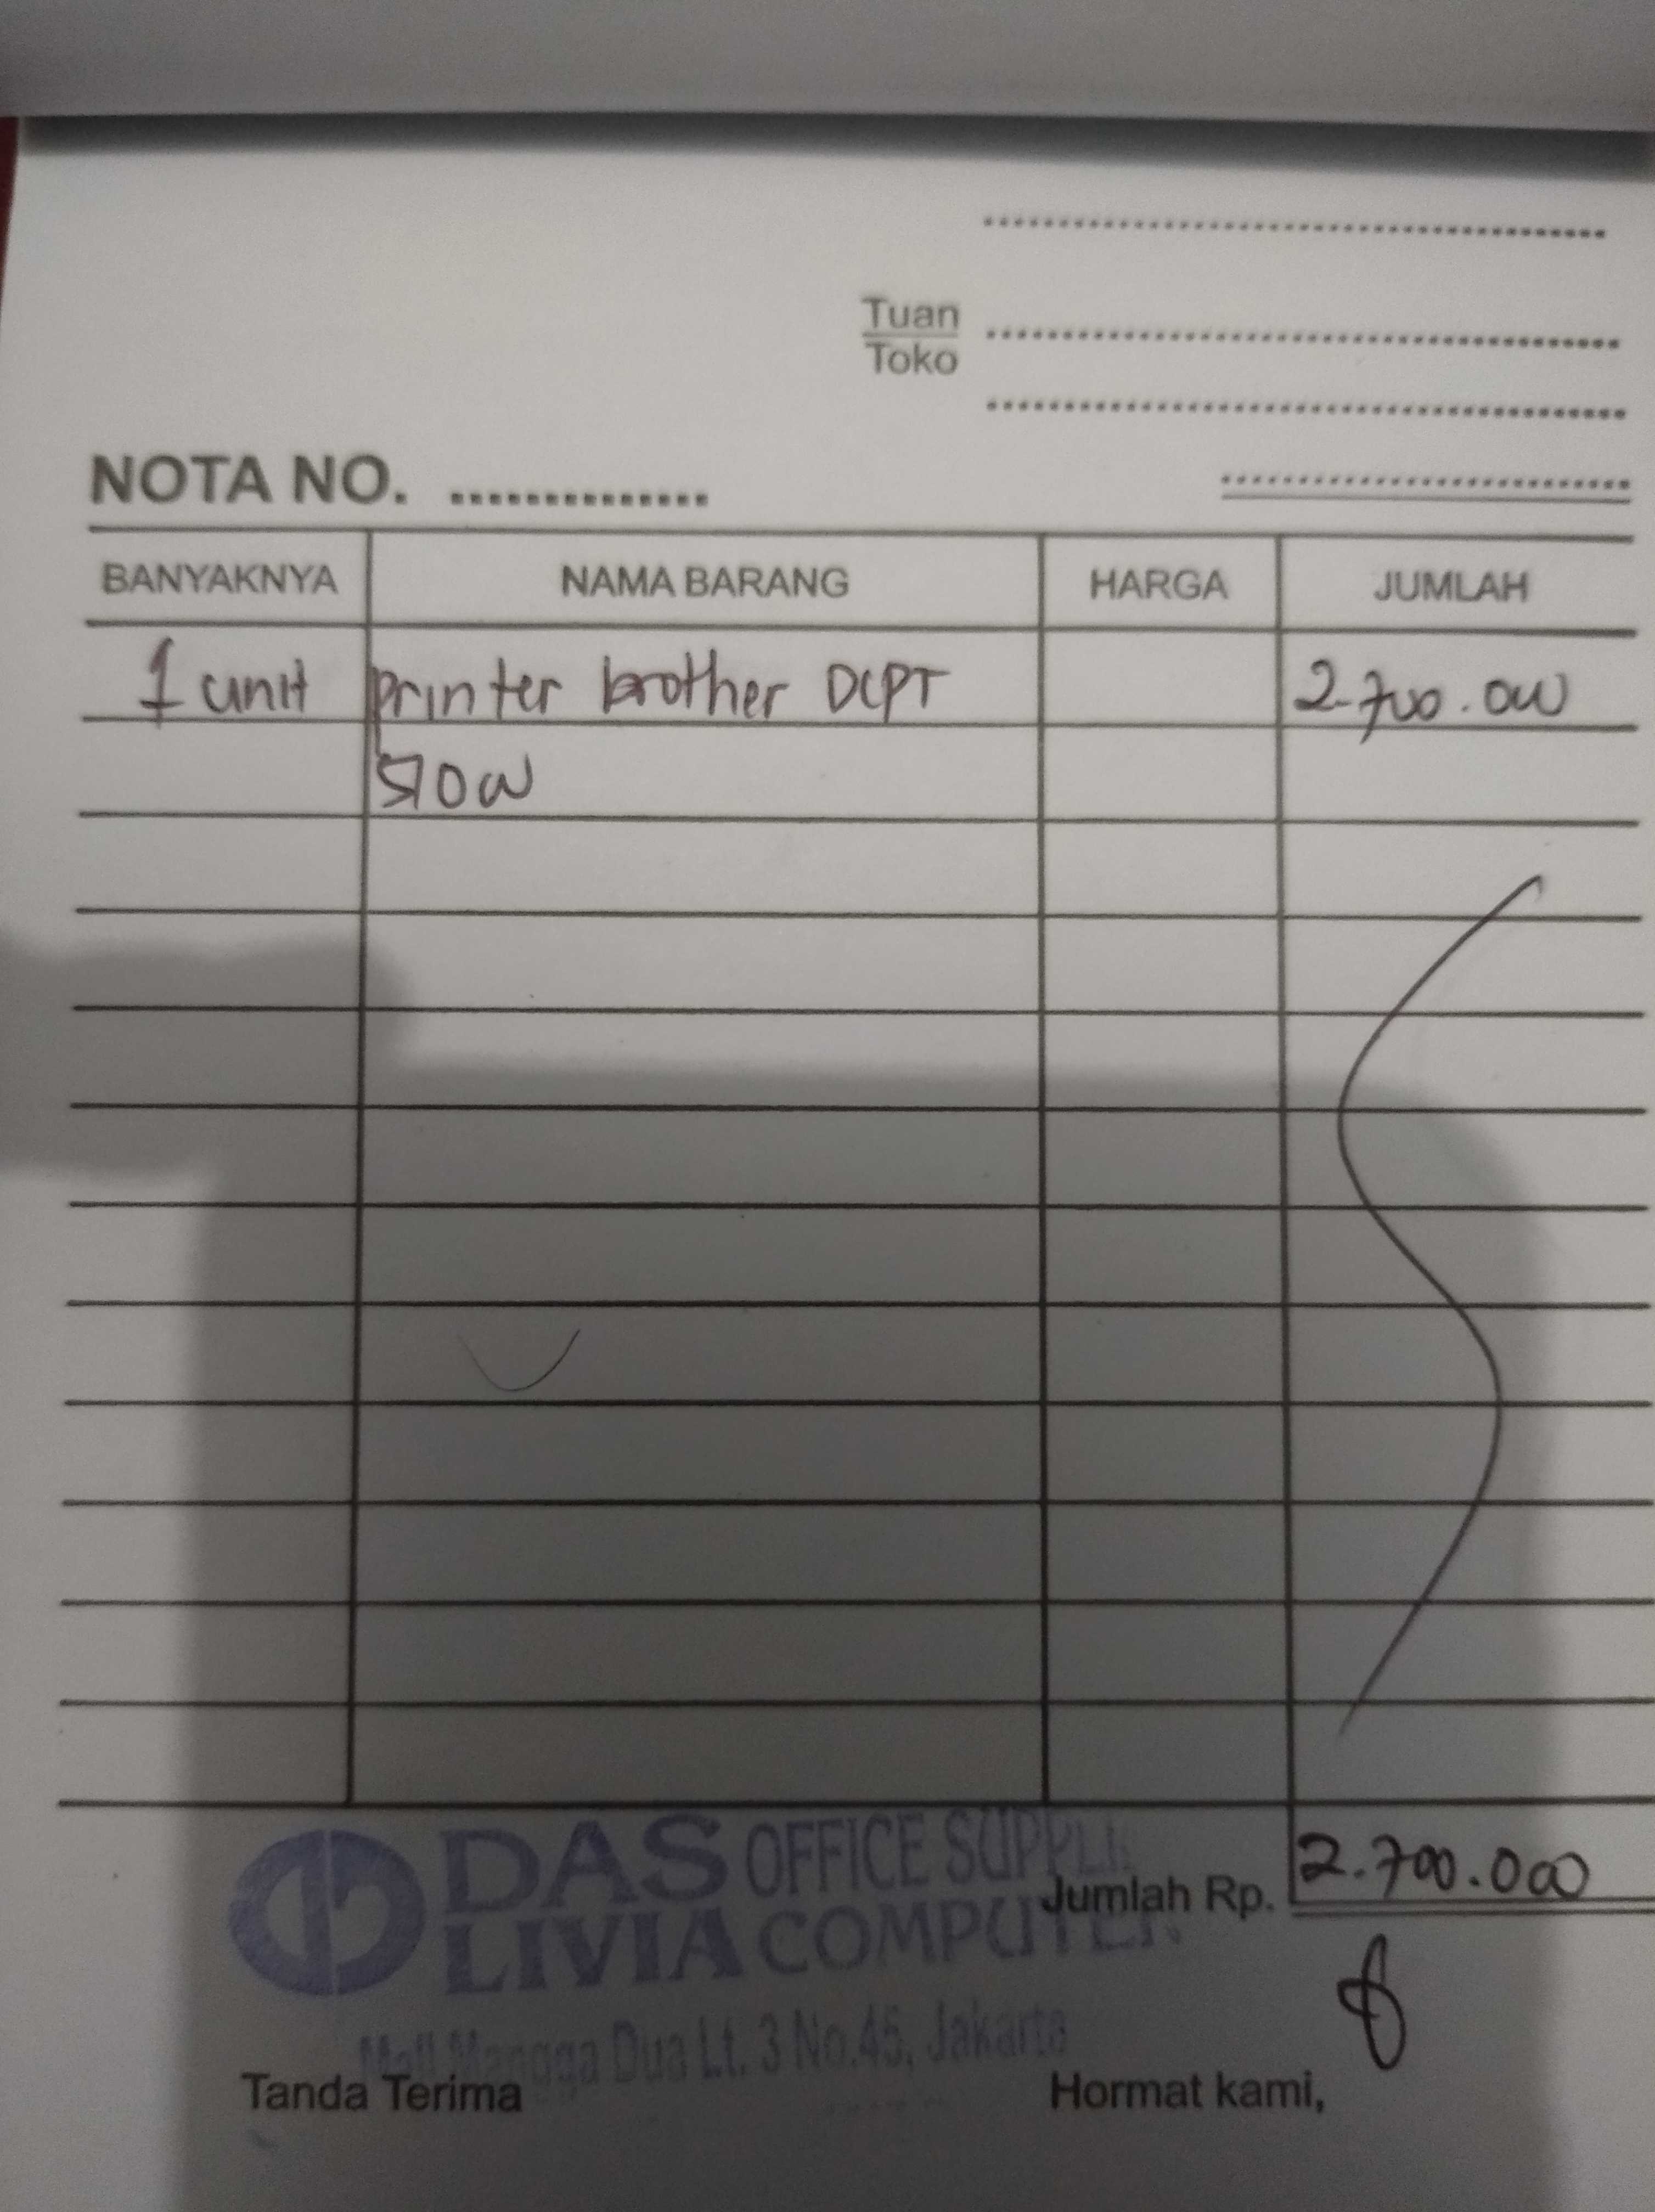 Tuan
Toko
NOTA NO.
BANYAKNYA NAMA BARANG HARGA JUMLAH
1 unit printer brother DCPT 2.700.000
510W
DAS OFFICE SUPPLI
LIVIA COMPUTER
Jumlah Rp. 2.700.000
Mall Mangga Dua Lt. 3 No.45, Jakarta
Tanda Terima Hormat kami,